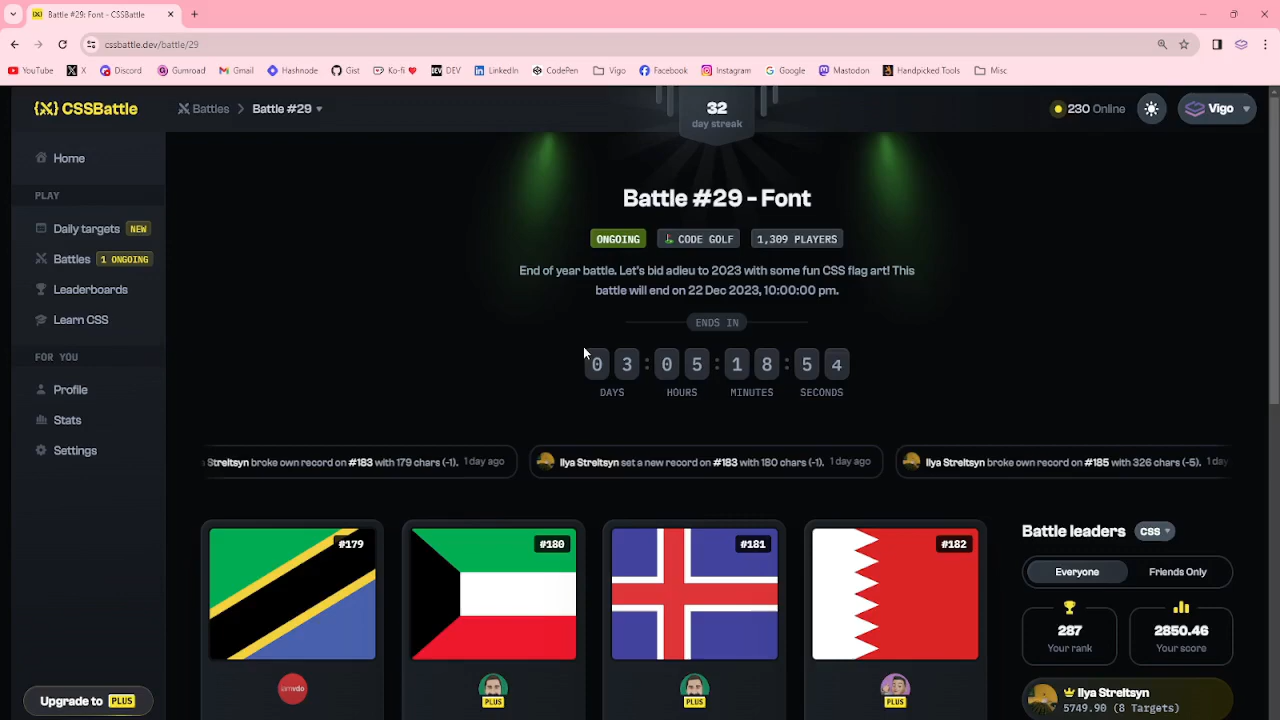 Battle #29: Font - CSSBattle
cssbattle.dev/battle/29
YouTube X Discord Gumroad Gmail Hashnode Gist Ko-fi DEV LinkedIn CodePen Vigo Facebook Instagram Google Mastodon Handpicked Tools Misc
{X} CSSBattle
Battles > Battle #29
32
day streak
230 Online
Vigo
Home
PLAY
Daily targets NEW
Battles 1 ONGOING
Leaderboards
Learn CSS
FOR YOU
Profile
Stats
Settings
Upgrade to PLUS
Battle #29 - Font
ONGOING CODE GOLF 1,309 PLAYERS
End of year battle. Let's bid adieu to 2023 with some fun CSS flag art! This
battle will end on 22 Dec 2023, 10:00:00 pm.
ENDS IN
0 3 : 0 5 : 1 8 : 5 4
DAYS HOURS MINUTES SECONDS
Streltsyn broke own record on #183 with 179 chars (-1). 1 day ago
Ilya Streltsyn set a new record on #183 with 180 chars (-1). 1 day ago
Ilya Streltsyn broke own record on #185 with 326 chars (-5). 1 day
#179
#180
#181
#182
iamvdo
PLUS
PLUS
PLUS
Battle leaders CSS
Everyone Friends Only
287
Your rank
2850.46
Your score
Ilya Streltsyn
5749.90 (8 Targets)